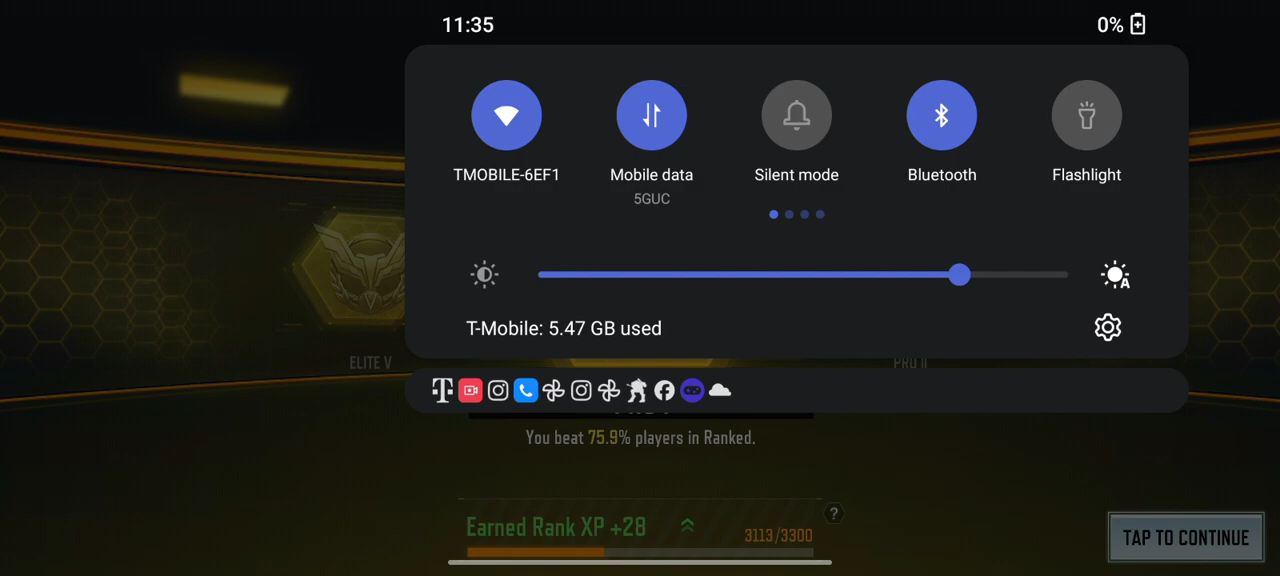 11:35
0%
TMOBILE-6EF1
Mobile data
5GUC
Silent mode
Bluetooth
Flashlight
A
T-Mobile: 5.47 GB used
ELITE V
PRO II
You beat 75.9% players in Ranked.
Earned Rank XP +28
?
3113/3300
TAP TO CONTINUE